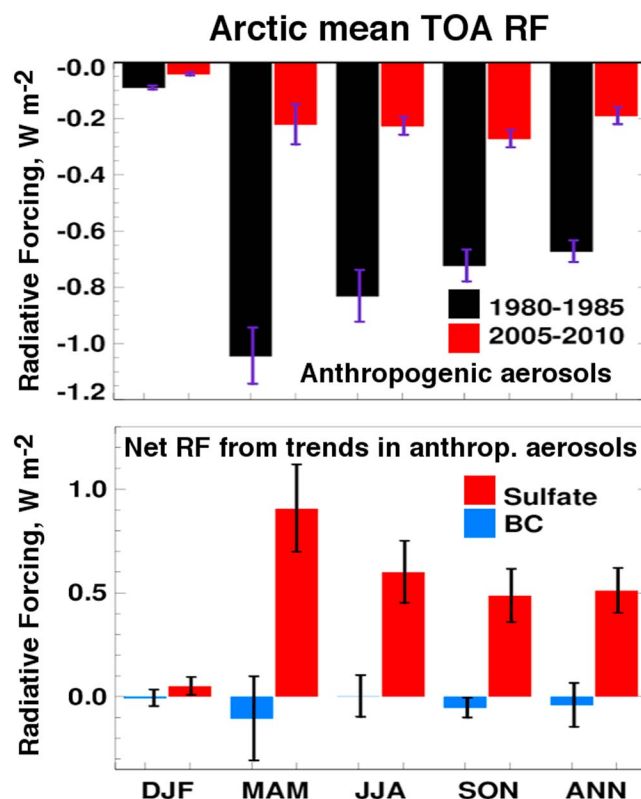 Arctic mean TOA RF
Radiative Forcing, W m-2
-0.0
-0.2
-0.4
-0.6
-0.8
-1.0
-1.2
1980-1985
2005-2010
Anthropogenic aerosols
Net RF from trends in anthrop. aerosols
Radiative Forcing, W m-2
1.0
0.5
0.0
Sulfate
BC
DJF MAM JJA SON ANN